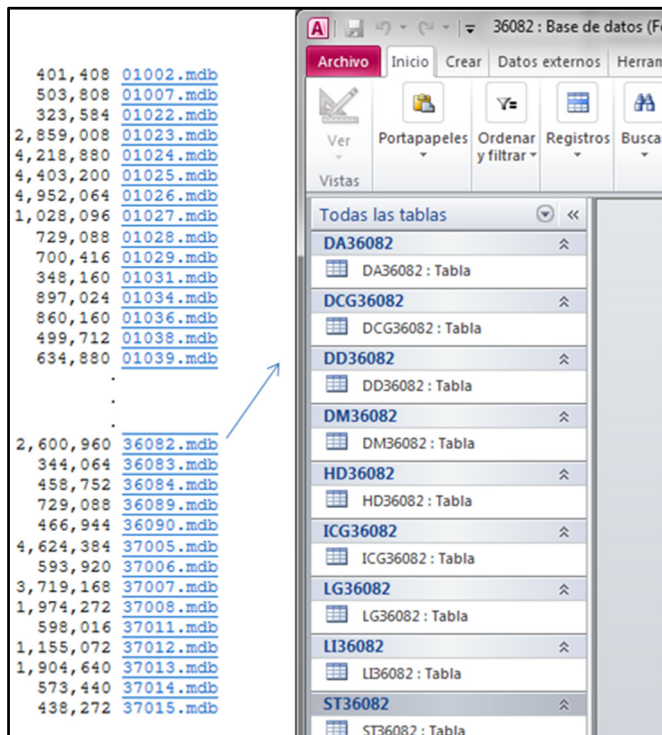 401,408 01002.mdb
503,808 01007.mdb
323,584 01022.mdb
2,859,008 01023.mdb
4,218,880 01024.mdb
4,403,200 01025.mdb
4,952,064 01026.mdb
1,028,096 01027.mdb
729,088 01028.mdb
700,416 01029.mdb
348,160 01031.mdb
897,024 01034.mdb
860,160 01036.mdb
499,712 01038.mdb
634,880 01039.mdb
.
.
.
2,600,960 36082.mdb
344,064 36083.mdb
458,752 36084.mdb
729,088 36089.mdb
466,944 36090.mdb
4,624,384 37005.mdb
593,920 37006.mdb
3,719,168 37007.mdb
1,974,272 37008.mdb
598,016 37011.mdb
1,155,072 37012.mdb
1,904,640 37013.mdb
573,440 37014.mdb
438,272 37015.mdb
A 36082 : Base de datos (Fo
Archivo Inicio Crear Datos externos Herram
Ver Portapapeles Ordenar y filtrar Registros Busca
Vistas
Todas las tablas
DA36082
DA36082 : Tabla
DCG36082
DCG36082 : Tabla
DD36082
DD36082 : Tabla
DM36082
DM36082 : Tabla
HD36082
HD36082 : Tabla
ICG36082
ICG36082 : Tabla
LG36082
LG36082 : Tabla
LI36082
LI36082 : Tabla
ST36082
ST36082 : Tabla